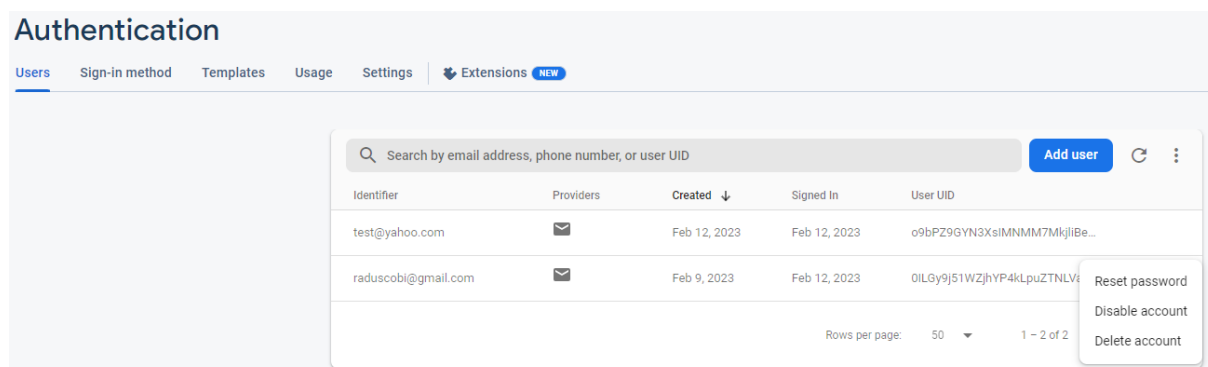 Authentication
Users Sign-in method Templates Usage Settings Extensions NEW
Search by email address, phone number, or user UID Add user
Identifier Providers Created Signed In User UID
test@yahoo.com Feb 12, 2023 Feb 12, 2023 o9bPZ9GYN3XsIMNMM7MkjliBe...
raduscobi@gmail.com Feb 9, 2023 Feb 12, 2023 0ILGy9j51WZjhYP4kLpuZTNLVa
Reset password
Disable account
Rows per page: 50 1 – 2 of 2
Delete account